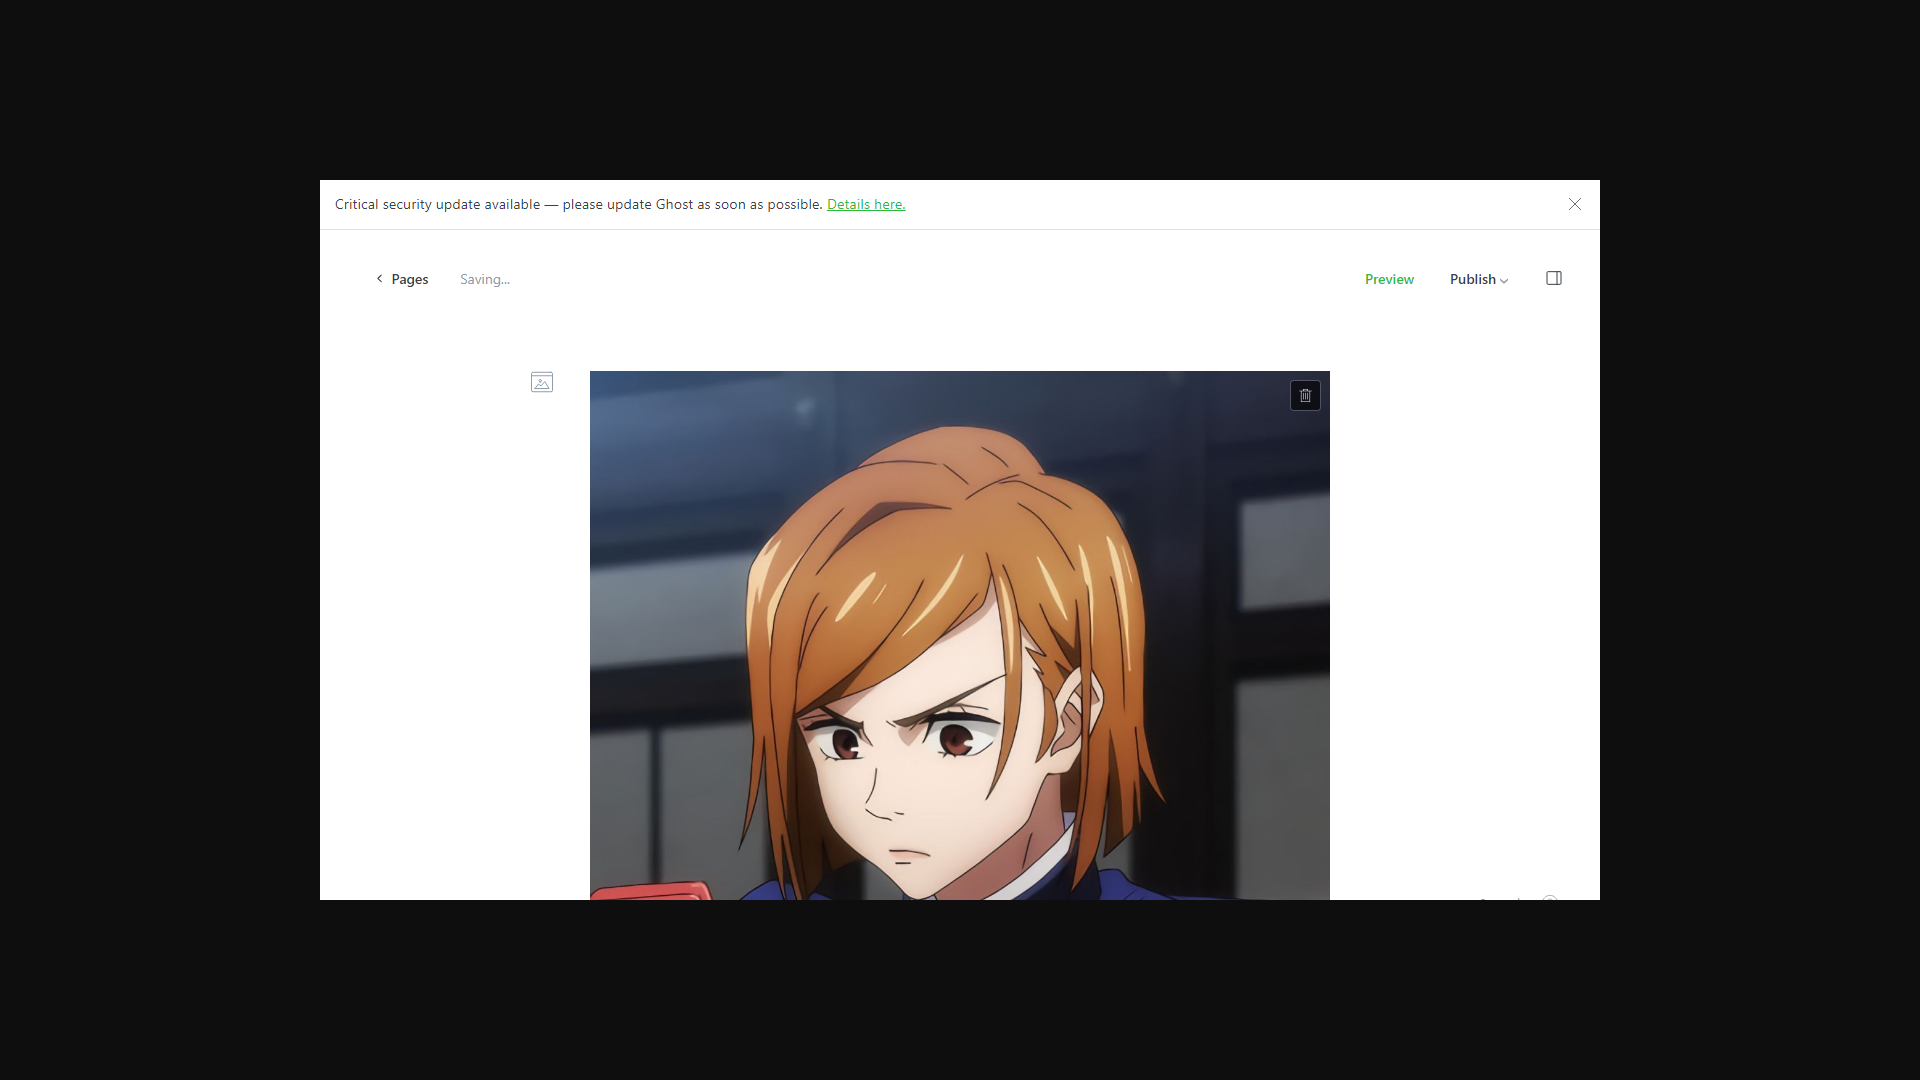 Critical security update available — please update Ghost as soon as possible. Details here.
Pages
Saving...
Preview
Publish